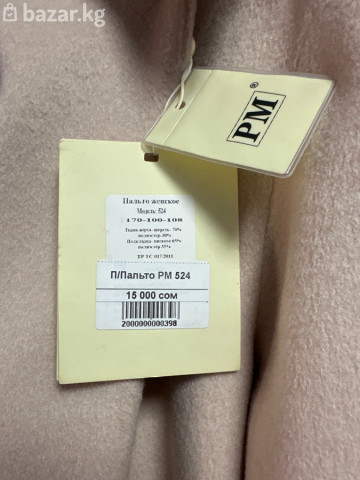 bazar.kg
PM ®
Пальто женское
Модель: 524
170-100-108
Ткань верха- шерсть- 70%
полиэстер-30%
Подкладка- вискоза 65%
полиэстер 35%
ТР ТС 017/2011
П/Пальто РМ 524
15 000 сом
2000000000398